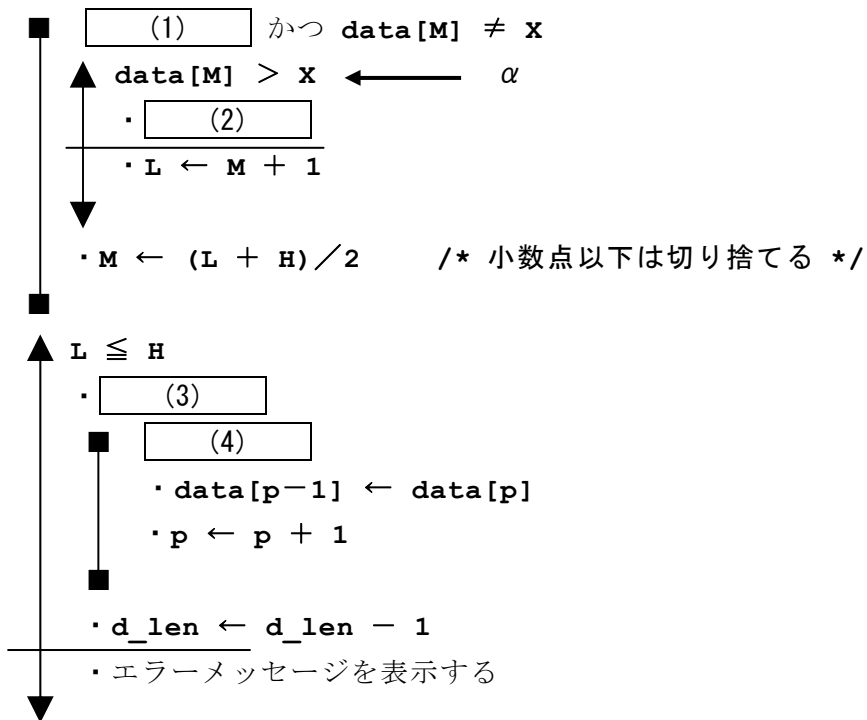 (1) かつ data[M] ≠ X
data[M] > X α
・ (2)
・L ← M + 1
・M ← (L + H)/2 /* 小数点以下は切り捨てる */
L ≦ H
・ (3)
(4)
・data[p-1] ← data[p]
・p ← p + 1
・d_len ← d_len - 1
・エラーメッセージを表示する